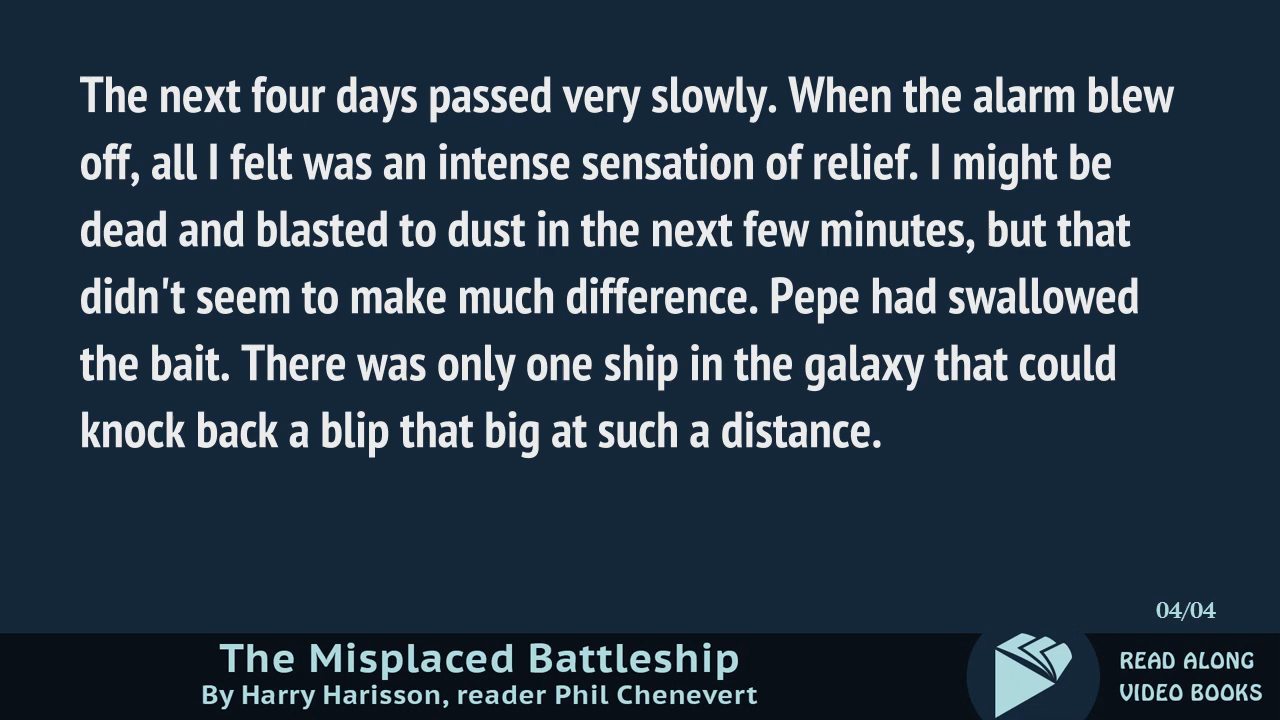 The next four days passed very slowly. When the alarm blew
off, all I felt was an intense sensation of relief. I might be
dead and blasted to dust in the next few minutes, but that
didn't seem to make much difference. Pepe had swallowed
the bait. There was only one ship in the galaxy that could
knock back a blip that big at such a distance.
04/04
The Misplaced Battleship
By Harry Harisson, reader Phil Chenevert
READ ALONG
VIDEO BOOKS